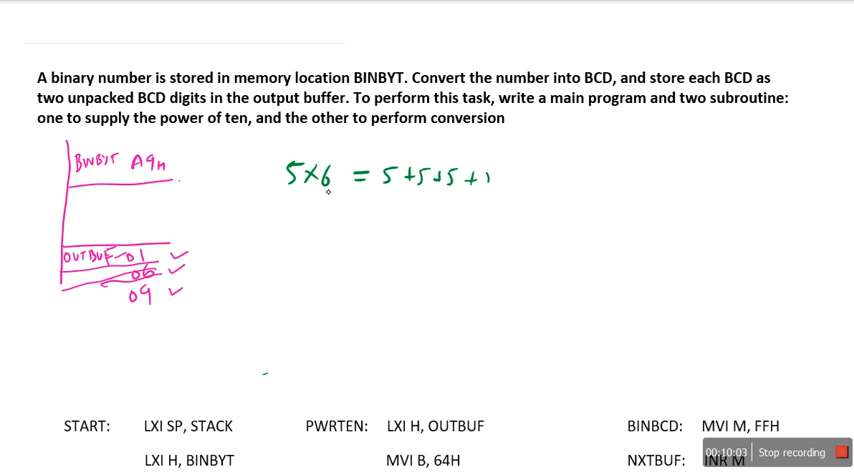 A binary number is stored in memory location BINBYT. Convert the number into BCD, and store each BCD as
two unpacked BCD digits in the output buffer. To perform this task, write a main program and two subroutine:
one to supply the power of ten, and the other to perform conversion
BINBYT A9H
5×6 = 5+5+5+
OUTBUF-01
06
09
START: LXI SP, STACK PWRTEN: LXI H, OUTBUF BINBCD: MVI M, FFH
LXI H, BINBYT MVI B, 64H NXTBUF: INR M
00:10:03 Stop recording